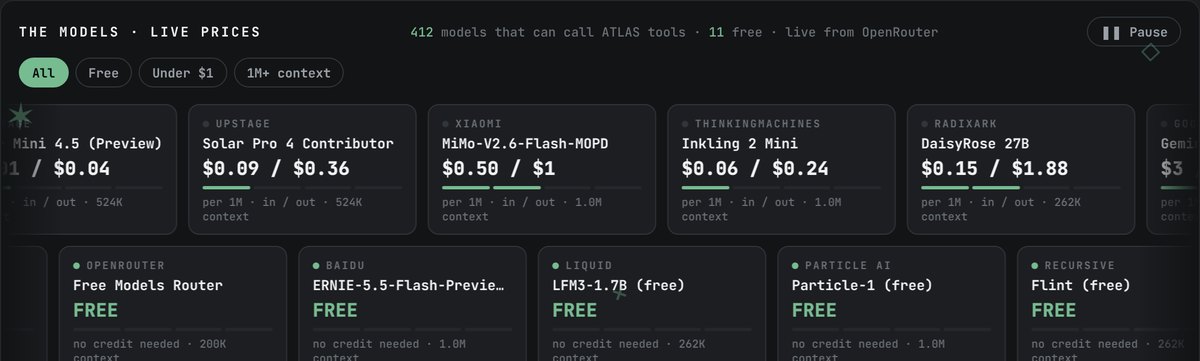 THE MODELS · LIVE PRICES
412 models that can call ATLAS tools · 11 free · live from OpenRouter
Pause
All
Free
Under $1
1M+ context
Mini 4.5 (Preview)
/ $0.04
· in / out · 524K
UPSTAGE
Solar Pro 4 Contributor
$0.09 / $0.36
per 1M · in / out · 524K
context
XIAOMI
MiMo-V2.6-Flash-MOPD
$0.50 / $1
per 1M · in / out · 1.0M
context
THINKINGMACHINES
Inkling 2 Mini
$0.06 / $0.24
per 1M · in / out · 1.0M
context
RADIXARK
DaisyRose 27B
$0.15 / $1.88
per 1M · in / out · 262K
context
$3
per
OPENROUTER
Free Models Router
FREE
no credit needed · 200K
context
BAIDU
ERNIE-5.5-Flash-Previe…
FREE
no credit needed · 1.0M
context
LIQUID
LFM3-1.7B (free)
FREE
no credit needed · 262K
context
PARTICLE AI
Particle-1 (free)
FREE
no credit needed · 1.0M
context
RECURSIVE
Flint (free)
FREE
no credit needed · 262K
context